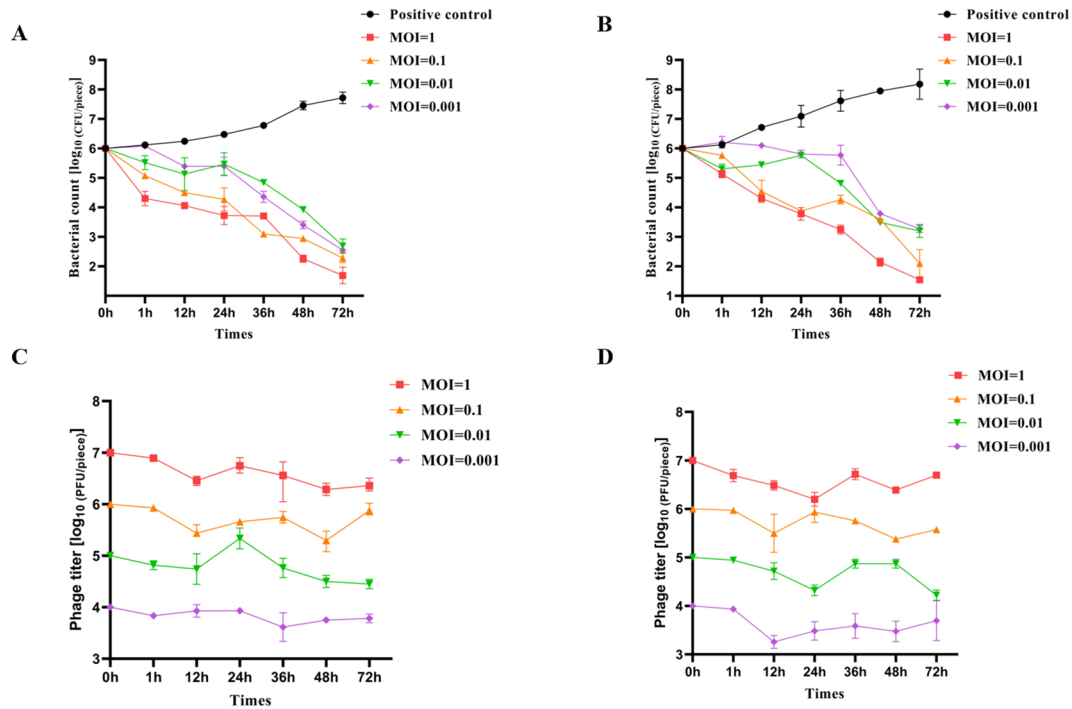 A
Positive control
MOI=1
MOI=0.1
MOI=0.01
MOI=0.001
Bacterial count [log10 (CFU/piece)]
9
8
7
6
5
4
3
2
0h 1h 12h 24h 36h 48h 72h
Times
B
Positive control
MOI=1
MOI=0.1
MOI=0.01
MOI=0.001
Bacterial count [log10 (CFU/piece)]
9
8
7
6
5
4
3
2
1
0h 1h 12h 24h 36h 48h 72h
Times
C
MOI=1
MOI=0.1
MOI=0.01
MOI=0.001
Phage titer [log10 (PFU/piece)]
8
7
6
5
4
3
0h 1h 12h 24h 36h 48h 72h
Times
D
MOI=1
MOI=0.1
MOI=0.01
MOI=0.001
Phage titer [log10 (PFU/piece)]
8
7
6
5
4
3
0h 1h 12h 24h 36h 48h 72h
Times